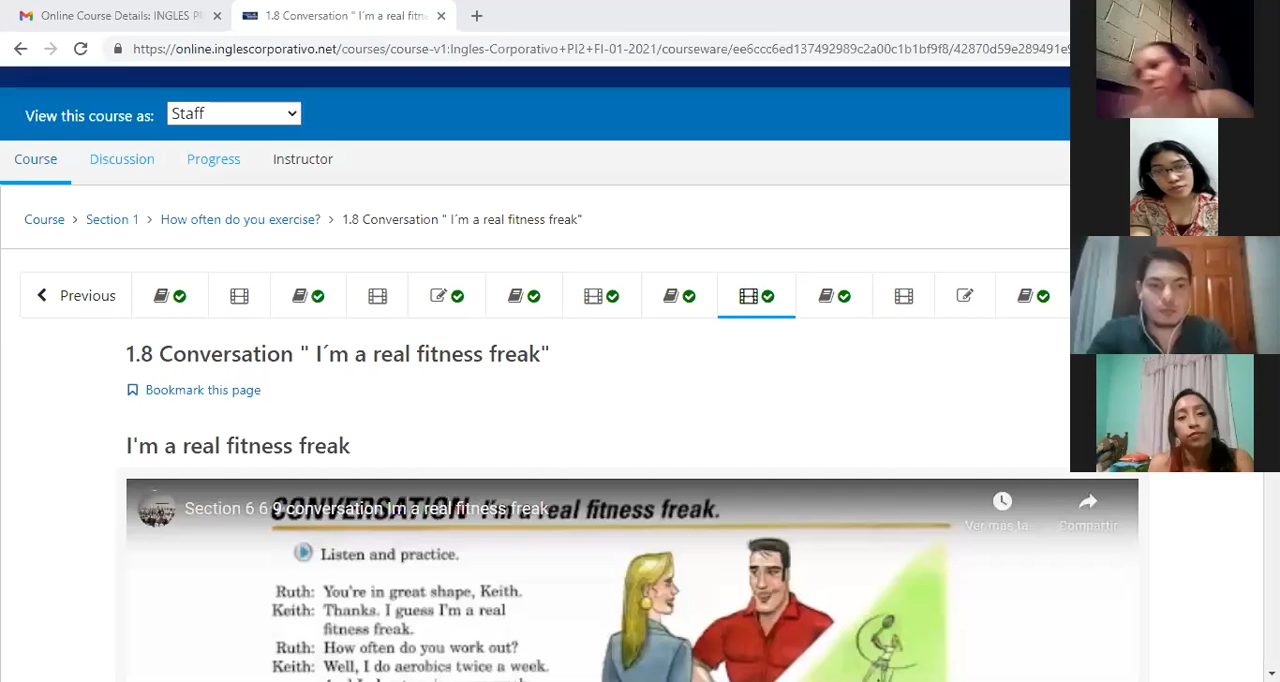 Online Course Details: INGLES P
1.8 Conversation " I´m a real fitn
https://online.inglescorporativo.net/courses/course-v1:Ingles-Corporativo+PI2+FI-01-2021/courseware/ee6ccc6ed137492989c2a00c1b1bf9f8/42870d59e289491e9
View this course as: Staff
Course Discussion Progress Instructor
Course > Section 1 > How often do you exercise? > 1.8 Conversation " I´m a real fitness freak"
Previous
1.8 Conversation " I´m a real fitness freak"
Bookmark this page
I'm a real fitness freak
CONVERSATION I'm a real fitness freak.
Section 6 6 9 conversation Im a real fitness freak
Ver más ta...
Compartir
Listen and practice.
Ruth: You're in great shape, Keith.
Keith: Thanks. I guess I'm a real
fitness freak.
Ruth: How often do you work out?
Keith: Well, I do aerobics twice a week.